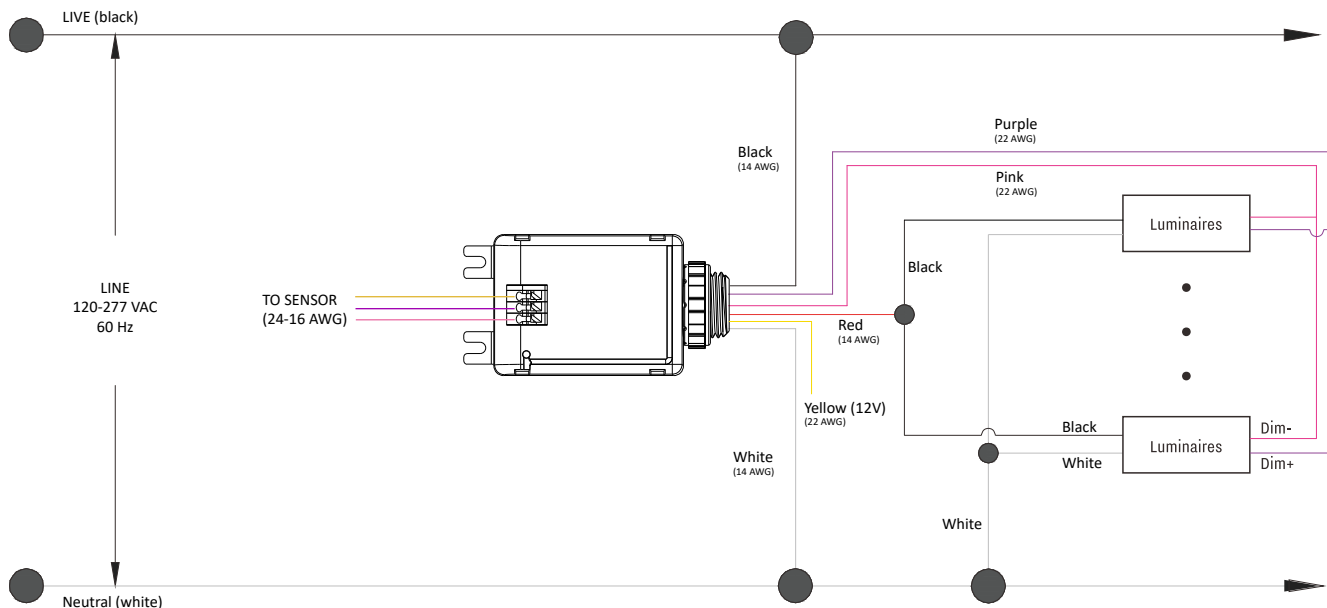 LIVE (black)
Purple
(22 AWG)
Black
(14 AWG)
Pink
(22 AWG)
Luminaires
Black
LINE
120-277 VAC
60 Hz
TO SENSOR
(24-16 AWG)
Red
(14 AWG)
Yellow (12V)
(22 AWG)
Black
Dim-
Luminaires
White
Dim+
White
(14 AWG)
White
Neutral (white)